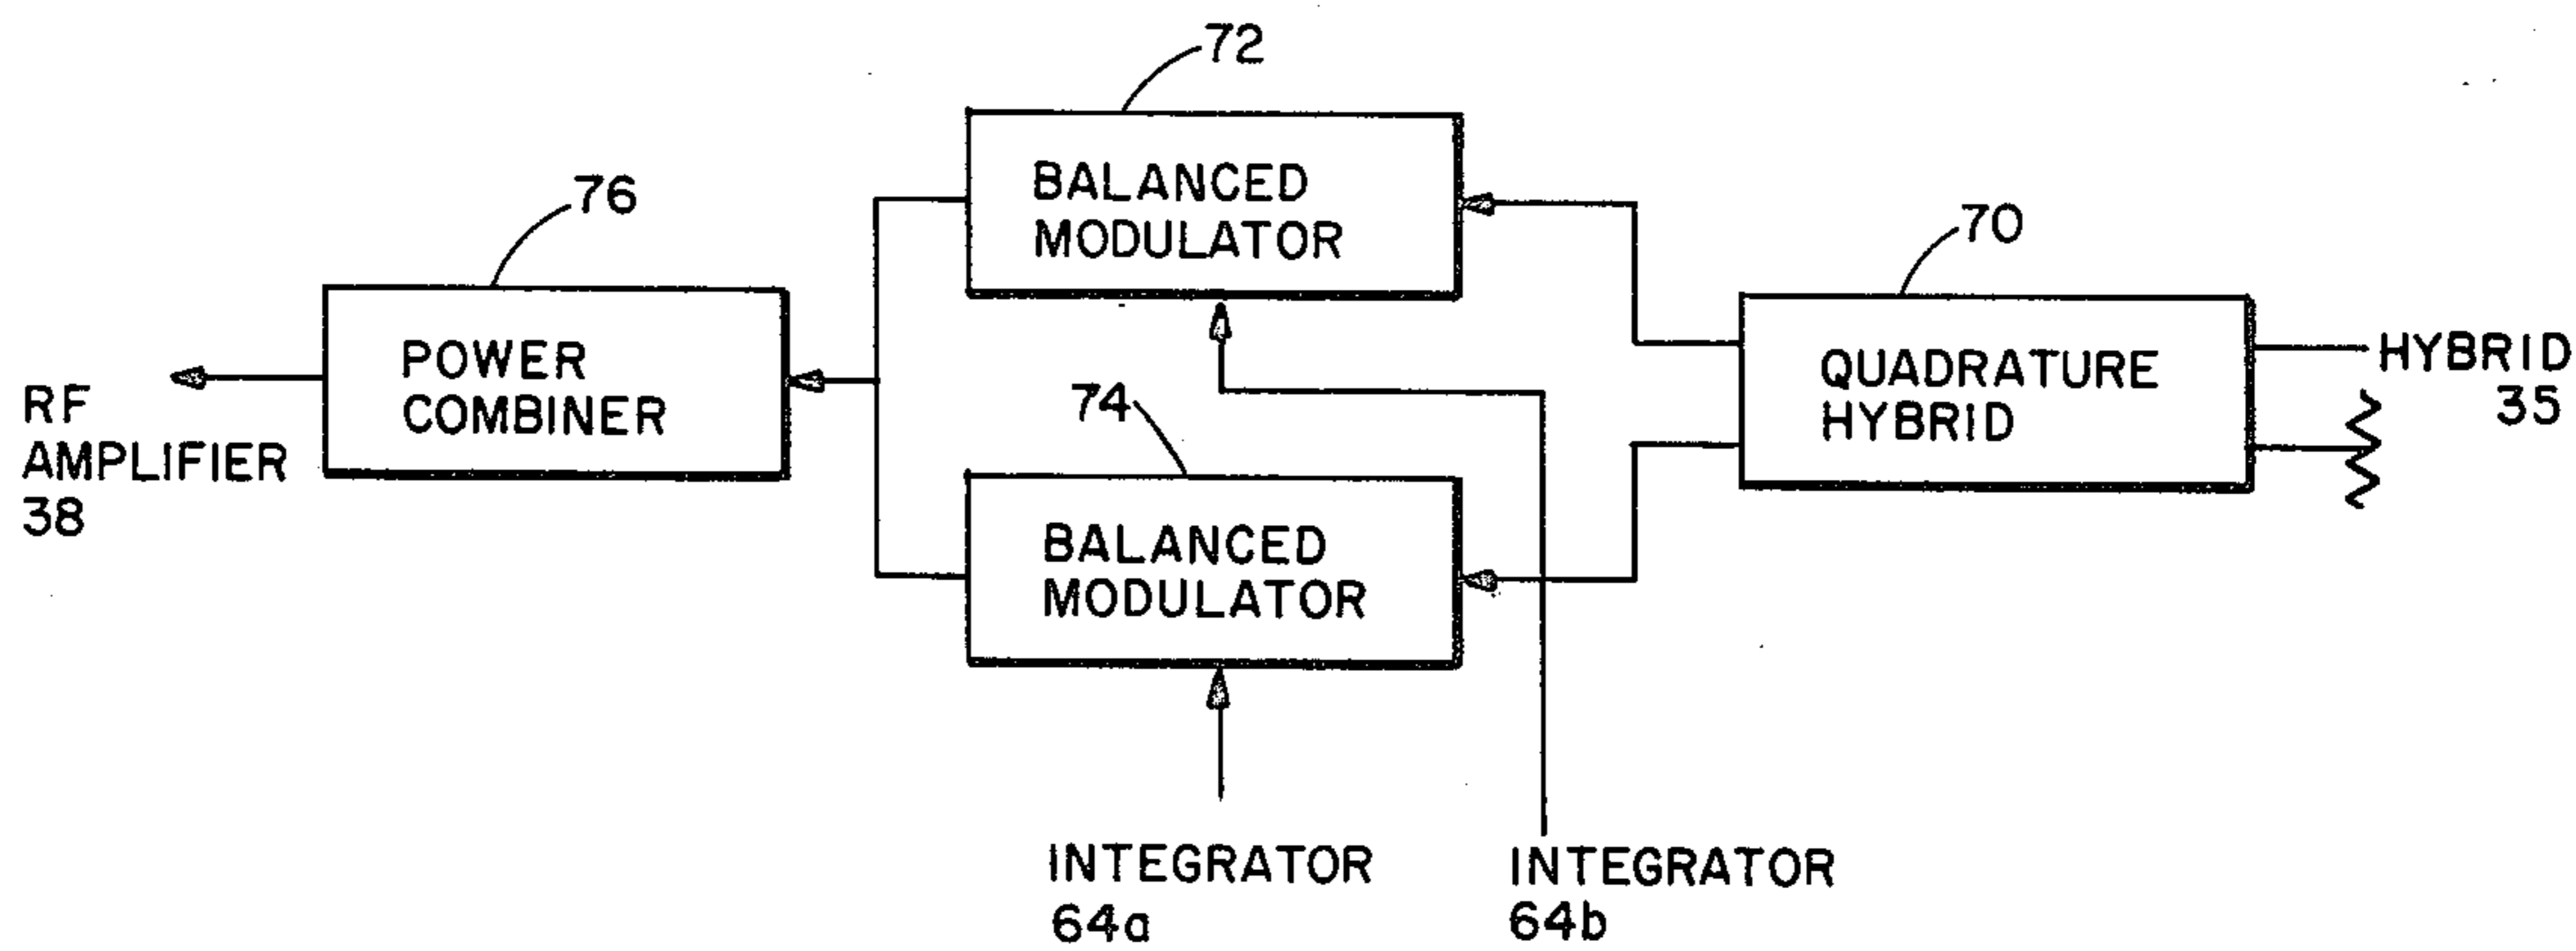 72
76
BALANCED
MODULATOR
70
POWER
COMBINER
RF
AMPLIFIER
38
74
QUADRATURE
HYBRID
HYBRID
35
BALANCED
MODULATOR
INTEGRATOR
64a
INTEGRATOR
64b